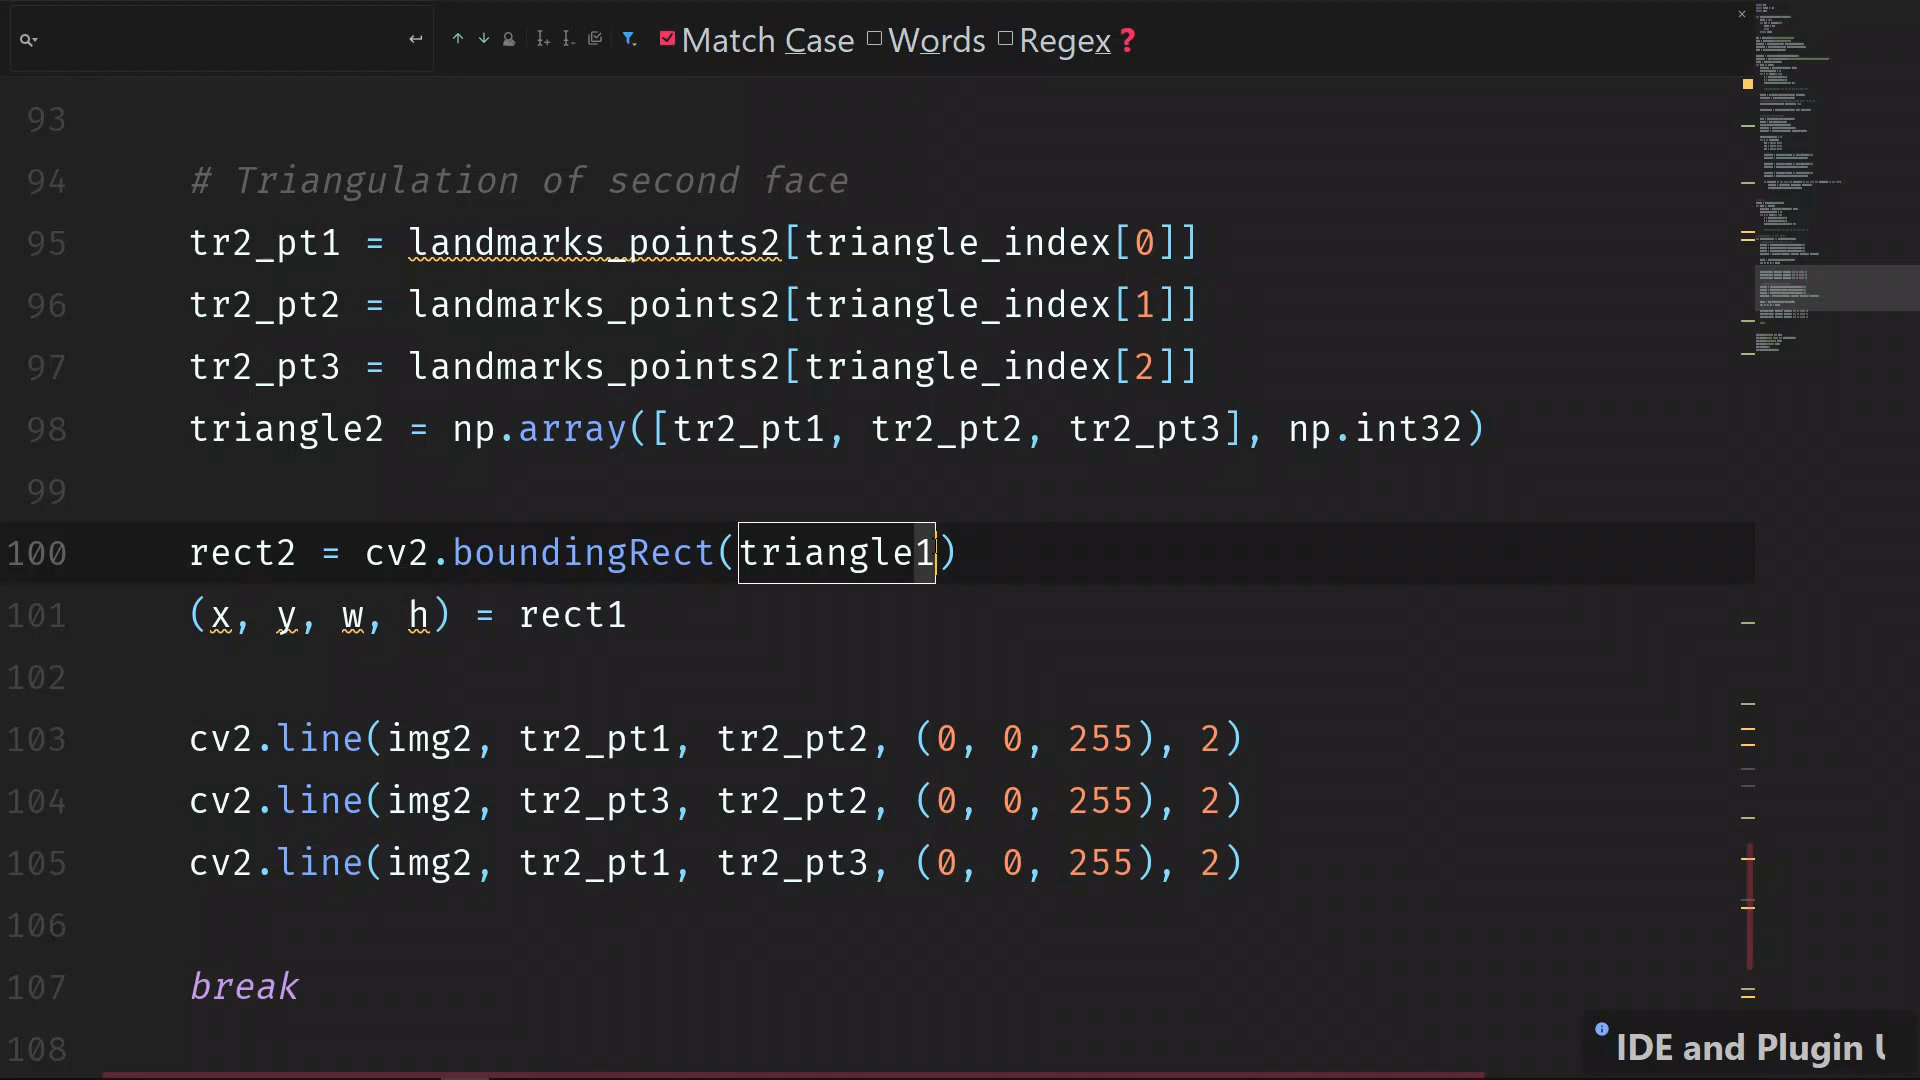 Match Case Words Regex ?
93
94 # Triangulation of second face
95 tr2_pt1 = landmarks_points2[triangle_index[0]]
96 tr2_pt2 = landmarks_points2[triangle_index[1]]
97 tr2_pt3 = landmarks_points2[triangle_index[2]]
98 triangle2 = np.array([tr2_pt1, tr2_pt2, tr2_pt3], np.int32)
99
100 rect2 = cv2.boundingRect(triangle1)
101 (x, y, w, h) = rect1
102
103 cv2.line(img2, tr2_pt1, tr2_pt2, (0, 0, 255), 2)
104 cv2.line(img2, tr2_pt3, tr2_pt2, (0, 0, 255), 2)
105 cv2.line(img2, tr2_pt1, tr2_pt3, (0, 0, 255), 2)
106
107 break
108
IDE and Plugin